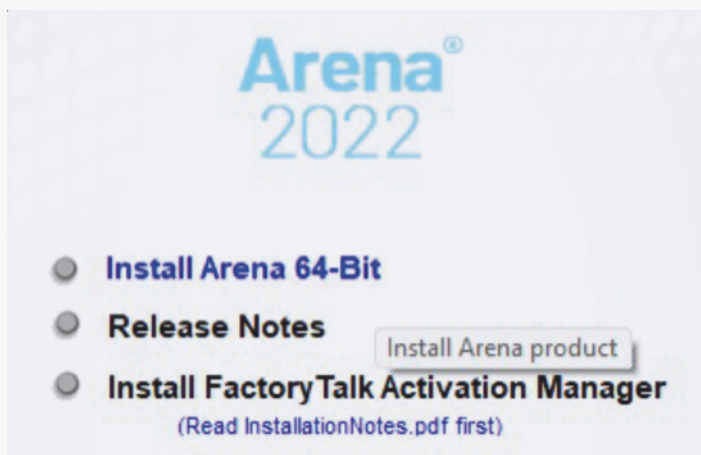 Arena®
2022
Install Arena 64-Bit
Release Notes
Install Arena product
Install FactoryTalk Activation Manager
(Read InstallationNotes.pdf first)